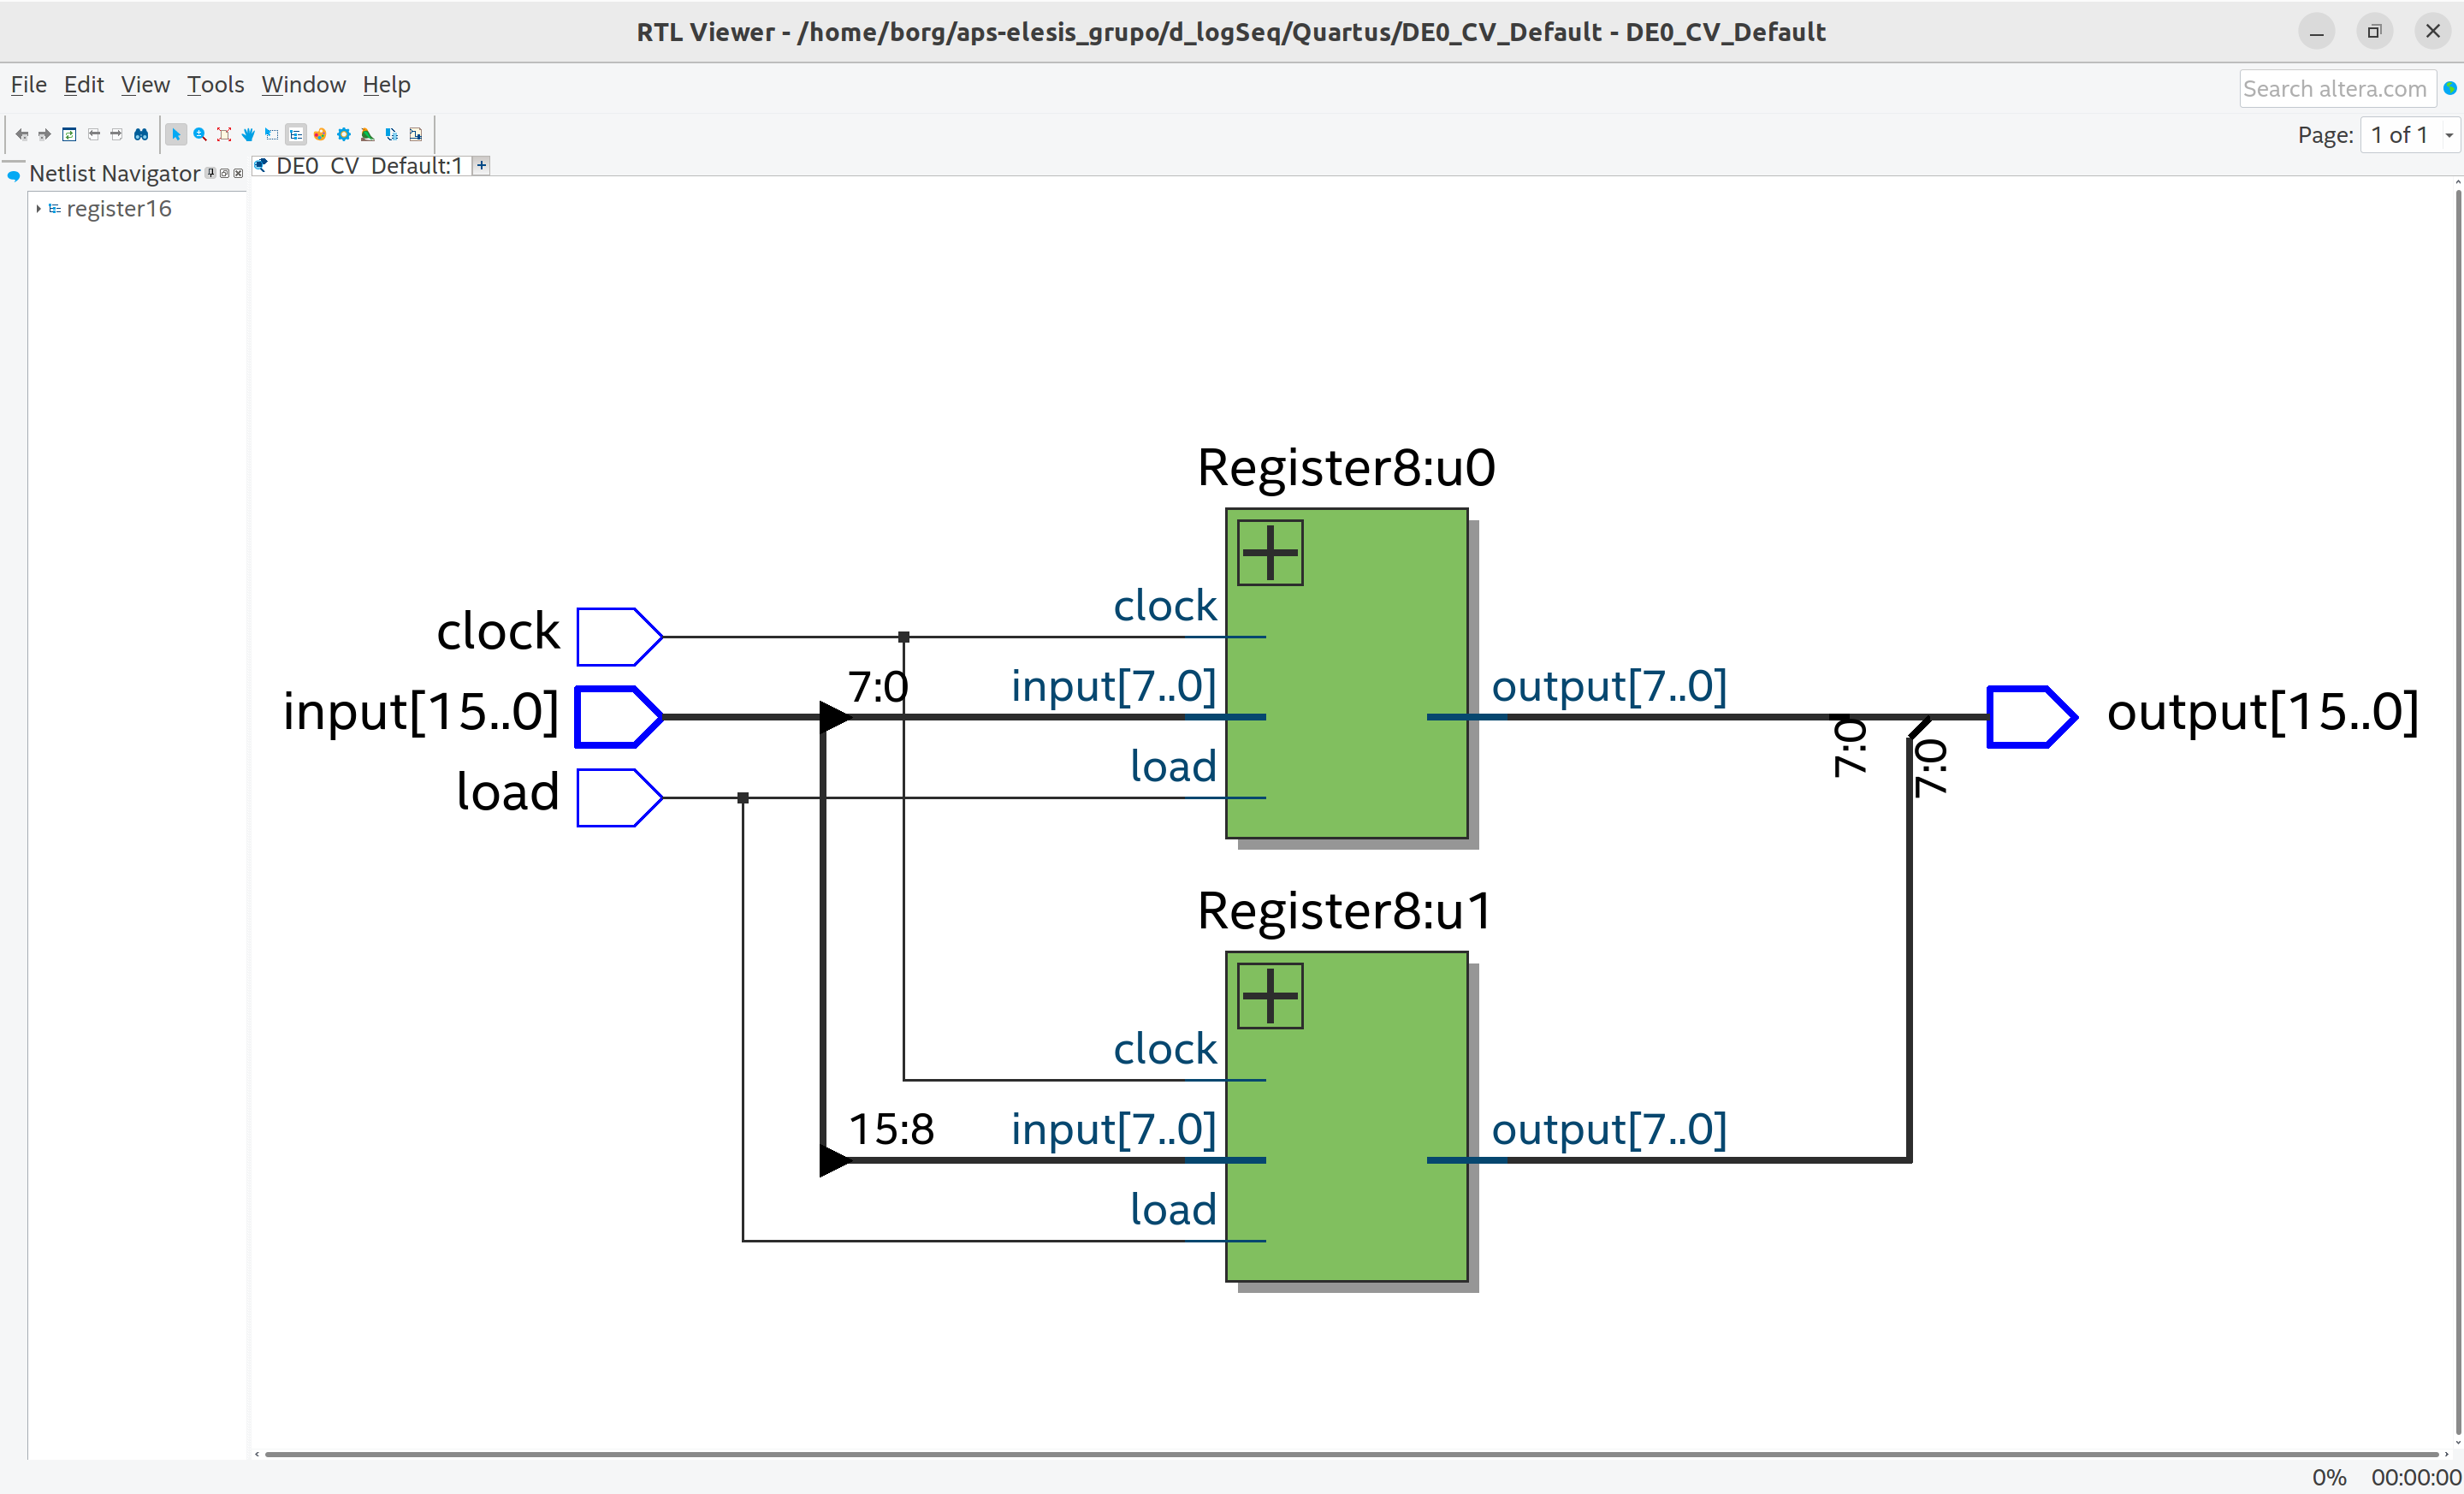 RTL Viewer - /home/borg/aps-elesis_grupo/d_logSeq/Quartus/DE0_CV_Default - DE0_CV_Default
File Edit View Tools Window Help
Search altera.com
Page: 1 of 1
Netlist Navigator
DE0_CV_Default:1
register16
Register8:u0
clock
clock
7:0
input[7..0]
output[7..0]
input[15..0]
output[15..0]
7:0
7:0
load
load
Register8:u1
clock
15:8
input[7..0]
output[7..0]
load
0% 00:00:00